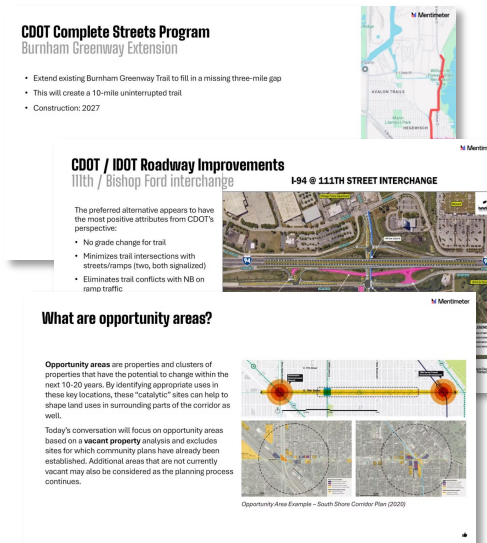 Mentimeter
CDOT Complete Streets Program
Burnham Greenway Extension
• Extend existing Burnham Greenway Trail to fill in a missing three-mile gap
• This will create a 10-mile uninterrupted trail
• Construction: 2027
AVALON TRAILS
HEGEWISCH
CDOT / IDOT Roadway Improvements
111th / Bishop Ford interchange
I-94 @ 111TH STREET INTERCHANGE
The preferred alternative appears to have
the most positive attributes from CDOT's
perspective:
• No grade change for trail
• Minimizes trail intersections with
streets/ramps (two, both signalized)
• Eliminates trail conflicts with NB on
ramp traffic
94
94
Mentimeter
What are opportunity areas?
Opportunity areas are properties and clusters of
properties that have the potential to change within the
next 10-20 years. By identifying appropriate uses in
these key locations, these "catalytic" sites can help to
shape land uses in surrounding parts of the corridor as
well.
Today's conversation will focus on opportunity areas
based on a vacant property analysis and excludes
sites for which community plans have already been
established. Additional areas that are not currently
vacant may also be considered as the planning process
continues.
Opportunity Area Example – South Shore Corridor Plan (2020)